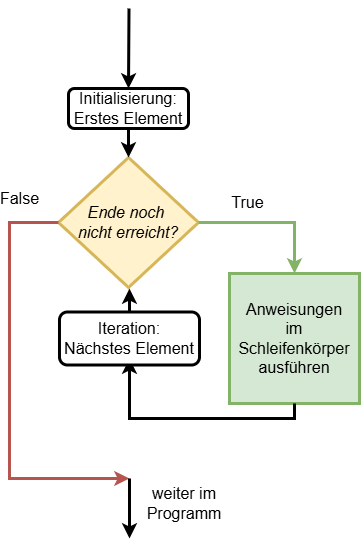 Initialisierung:
Erstes Element
False
True
Ende noch
nicht erreicht?
Iteration:
Nächstes Element
Anweisungen
im
Schleifenkörper
ausführen
weiter im
Programm